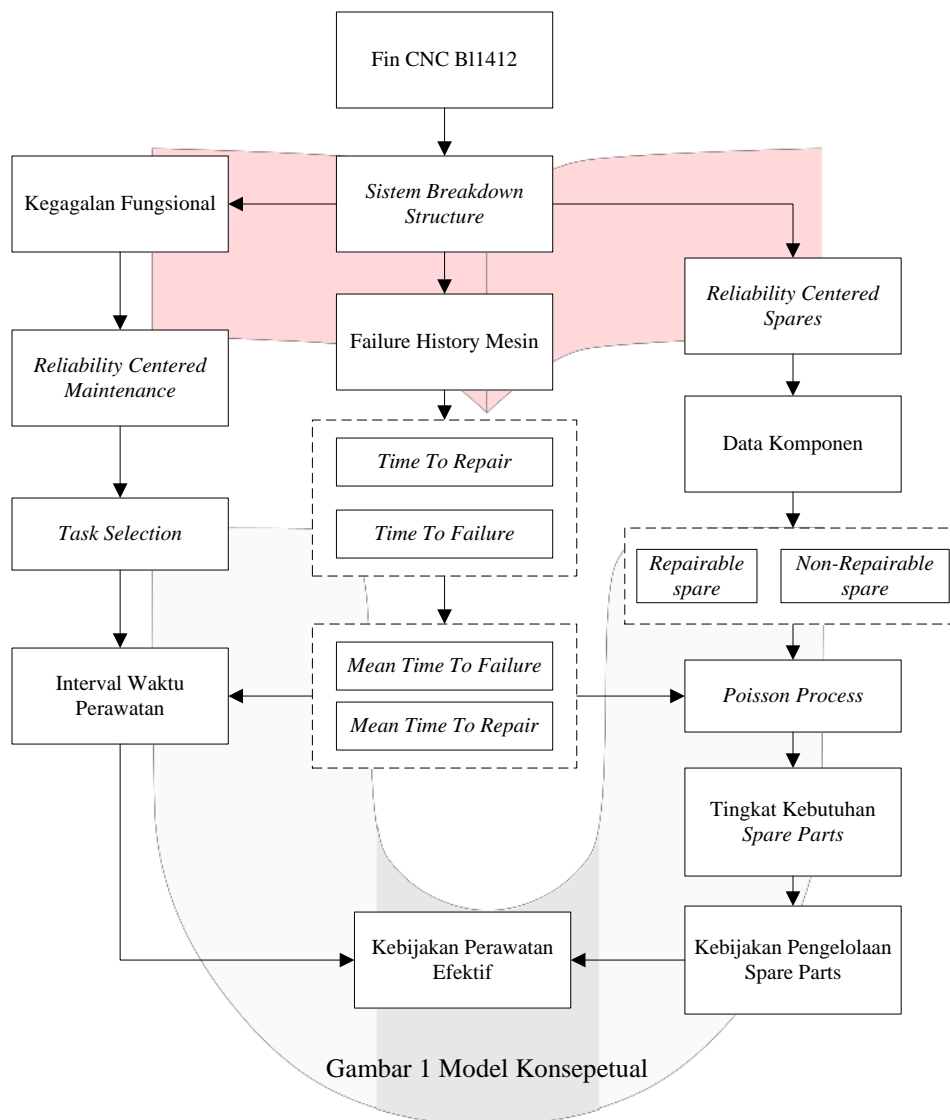 Fin CNC Bl1412
Kegagalan Fungsional
Sistem Breakdown
Structure
Reliability Centered
Spares
Failure History Mesin
Reliability Centered
Maintenance
Data Komponen
Time To Repair
Time To Failure
Task Selection
Repairable
spare
Non-Repairable
spare
Mean Time To Failure
Mean Time To Repair
Interval Waktu
Perawatan
Poisson Process
Tingkat Kebutuhan
Spare Parts
Kebijakan Perawatan
Efektif
Kebijakan Pengelolaan
Spare Parts
Gambar 1 Model Konsepetual